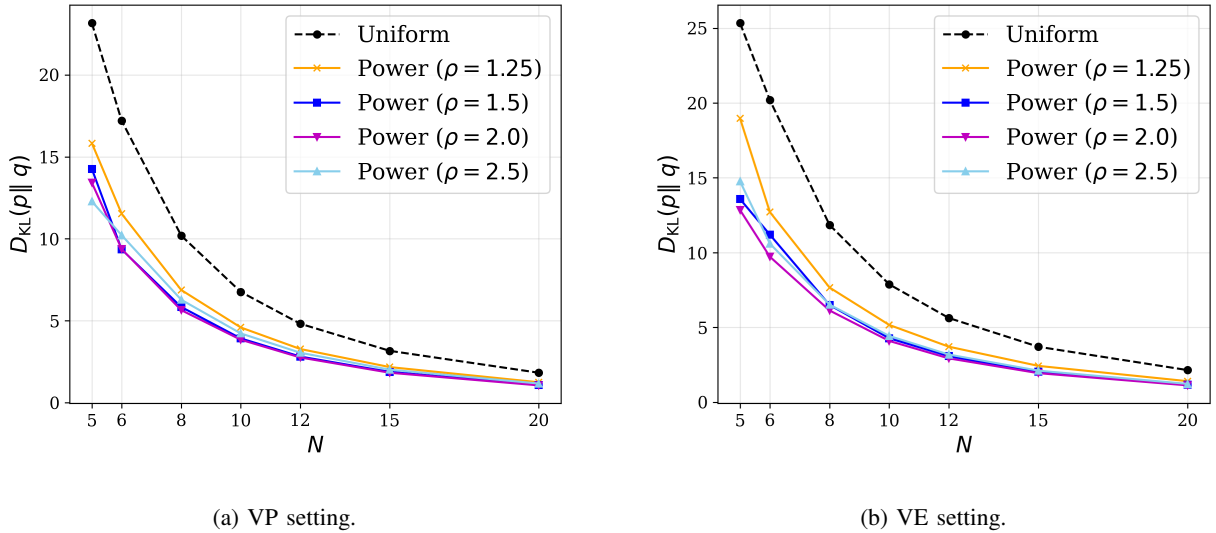 20
15
10
5
0
D_KL(p∥ q)
Uniform
Power (ρ = 1.25)
Power (ρ = 1.5)
Power (ρ = 2.0)
Power (ρ = 2.5)
5 6 8 10 12 15 20
N
(a) VP setting.
25
20
15
10
5
0
D_KL(p∥ q)
Uniform
Power (ρ = 1.25)
Power (ρ = 1.5)
Power (ρ = 2.0)
Power (ρ = 2.5)
5 6 8 10 12 15 20
N
(b) VE setting.